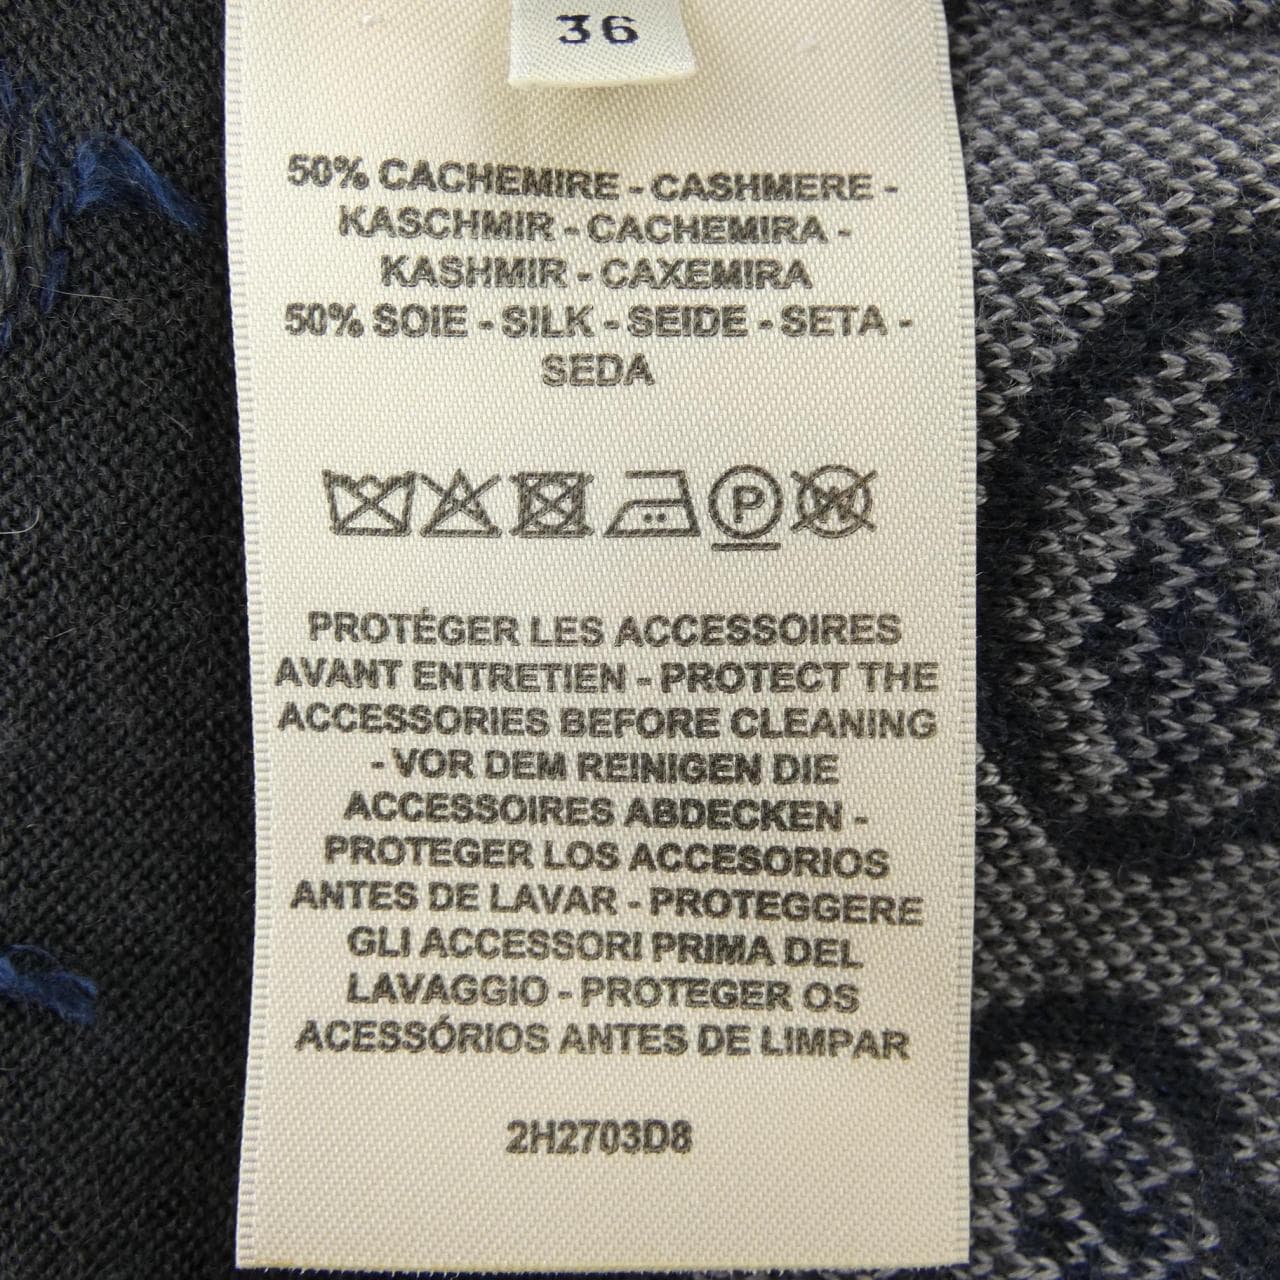 36
50% CACHEMIRE - CASHMERE -
KASCHMIR - CACHEMIRA -
KASHMIR - CAXEMIRA
50% SOIE - SILK - SEIDE - SETA -
SEDA
P W
PROTÉGER LES ACCESSOIRES
AVANT ENTRETIEN - PROTECT THE
ACCESSORIES BEFORE CLEANING
- VOR DEM REINIGEN DIE
ACCESSOIRES ABDECKEN -
PROTEGER LOS ACCESORIOS
ANTES DE LAVAR - PROTEGGERE
GLI ACCESSORI PRIMA DEL
LAVAGGIO - PROTEGER OS
ACESSÓRIOS ANTES DE LIMPAR
2H2703D8